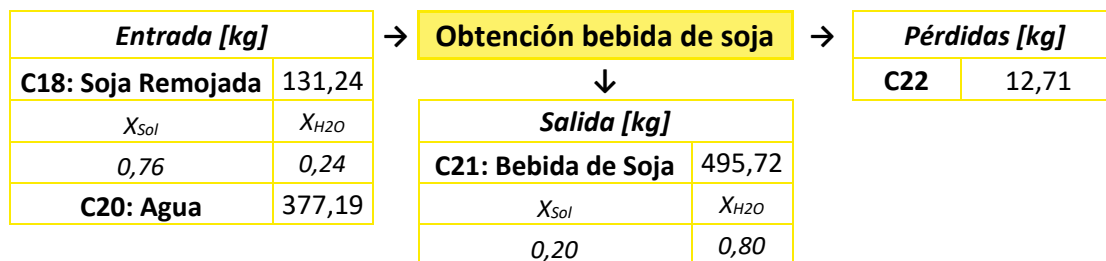 Entrada [kg] → Obtención bebida de soja → Pérdidas [kg]
C18: Soja Remojada 131,24 ↓ C22 12,71
XSol XH2O Salida [kg]
0,76 0,24 C21: Bebida de Soja 495,72
C20: Agua 377,19 XSol XH2O
0,20 0,80